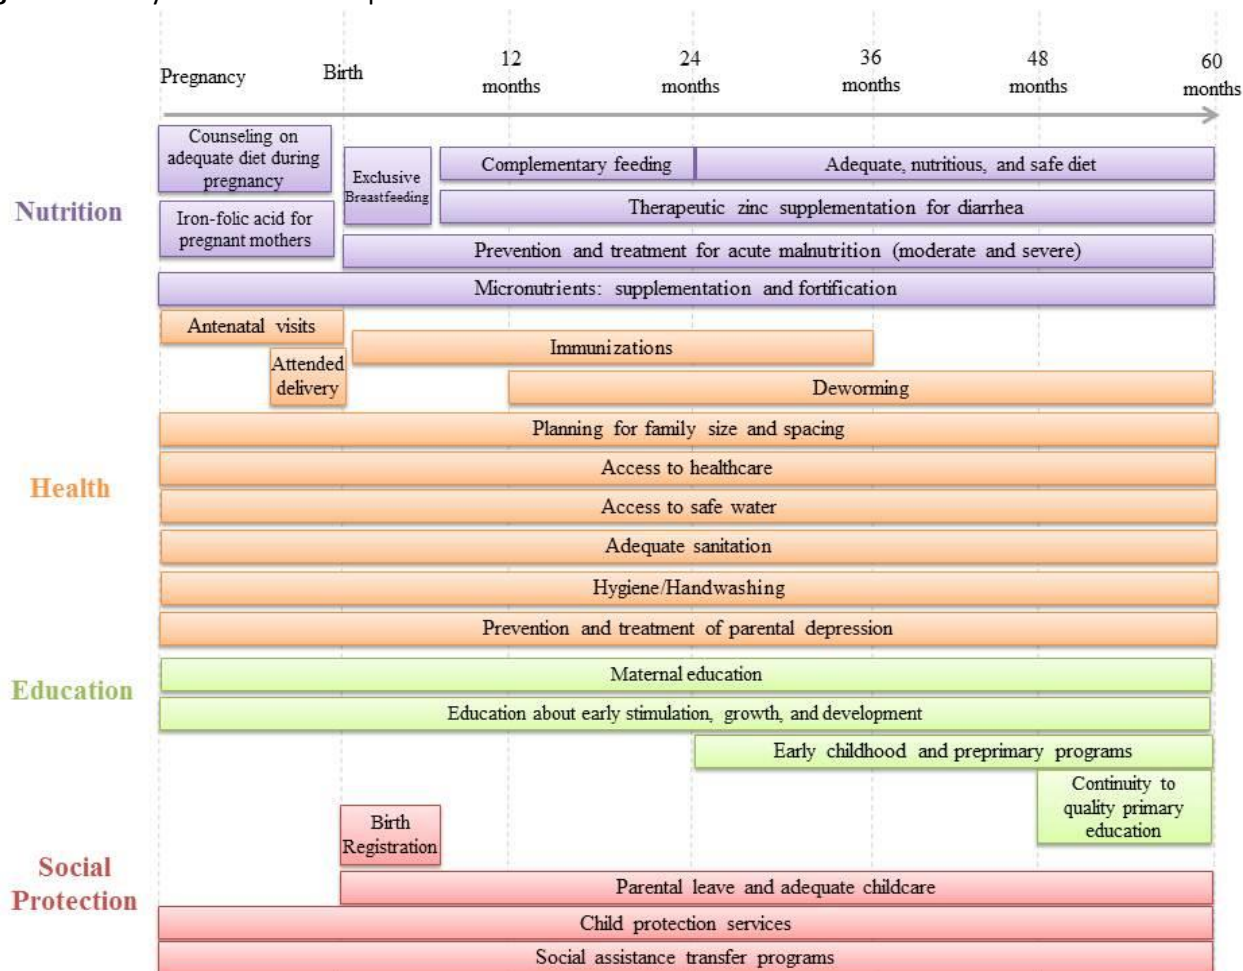 Pregnancy
Birth
12
months
24
months
36
months
48
months
60
months
Nutrition
Counseling on
adequate diet during
pregnancy
Iron-folic acid for
pregnant mothers
Exclusive
Breastfeeding
Complementary feeding
Adequate, nutritious, and safe diet
Therapeutic zinc supplementation for diarrhea
Prevention and treatment for acute malnutrition (moderate and severe)
Micronutrients: supplementation and fortification
Health
Antenatal visits
Attended
delivery
Immunizations
Deworming
Planning for family size and spacing
Access to healthcare
Access to safe water
Adequate sanitation
Hygiene/Handwashing
Prevention and treatment of parental depression
Education
Maternal education
Education about early stimulation, growth, and development
Early childhood and preprimary programs
Continuity to
quality primary
education
Social
Protection
Birth
Registration
Parental leave and adequate childcare
Child protection services
Social assistance transfer programs